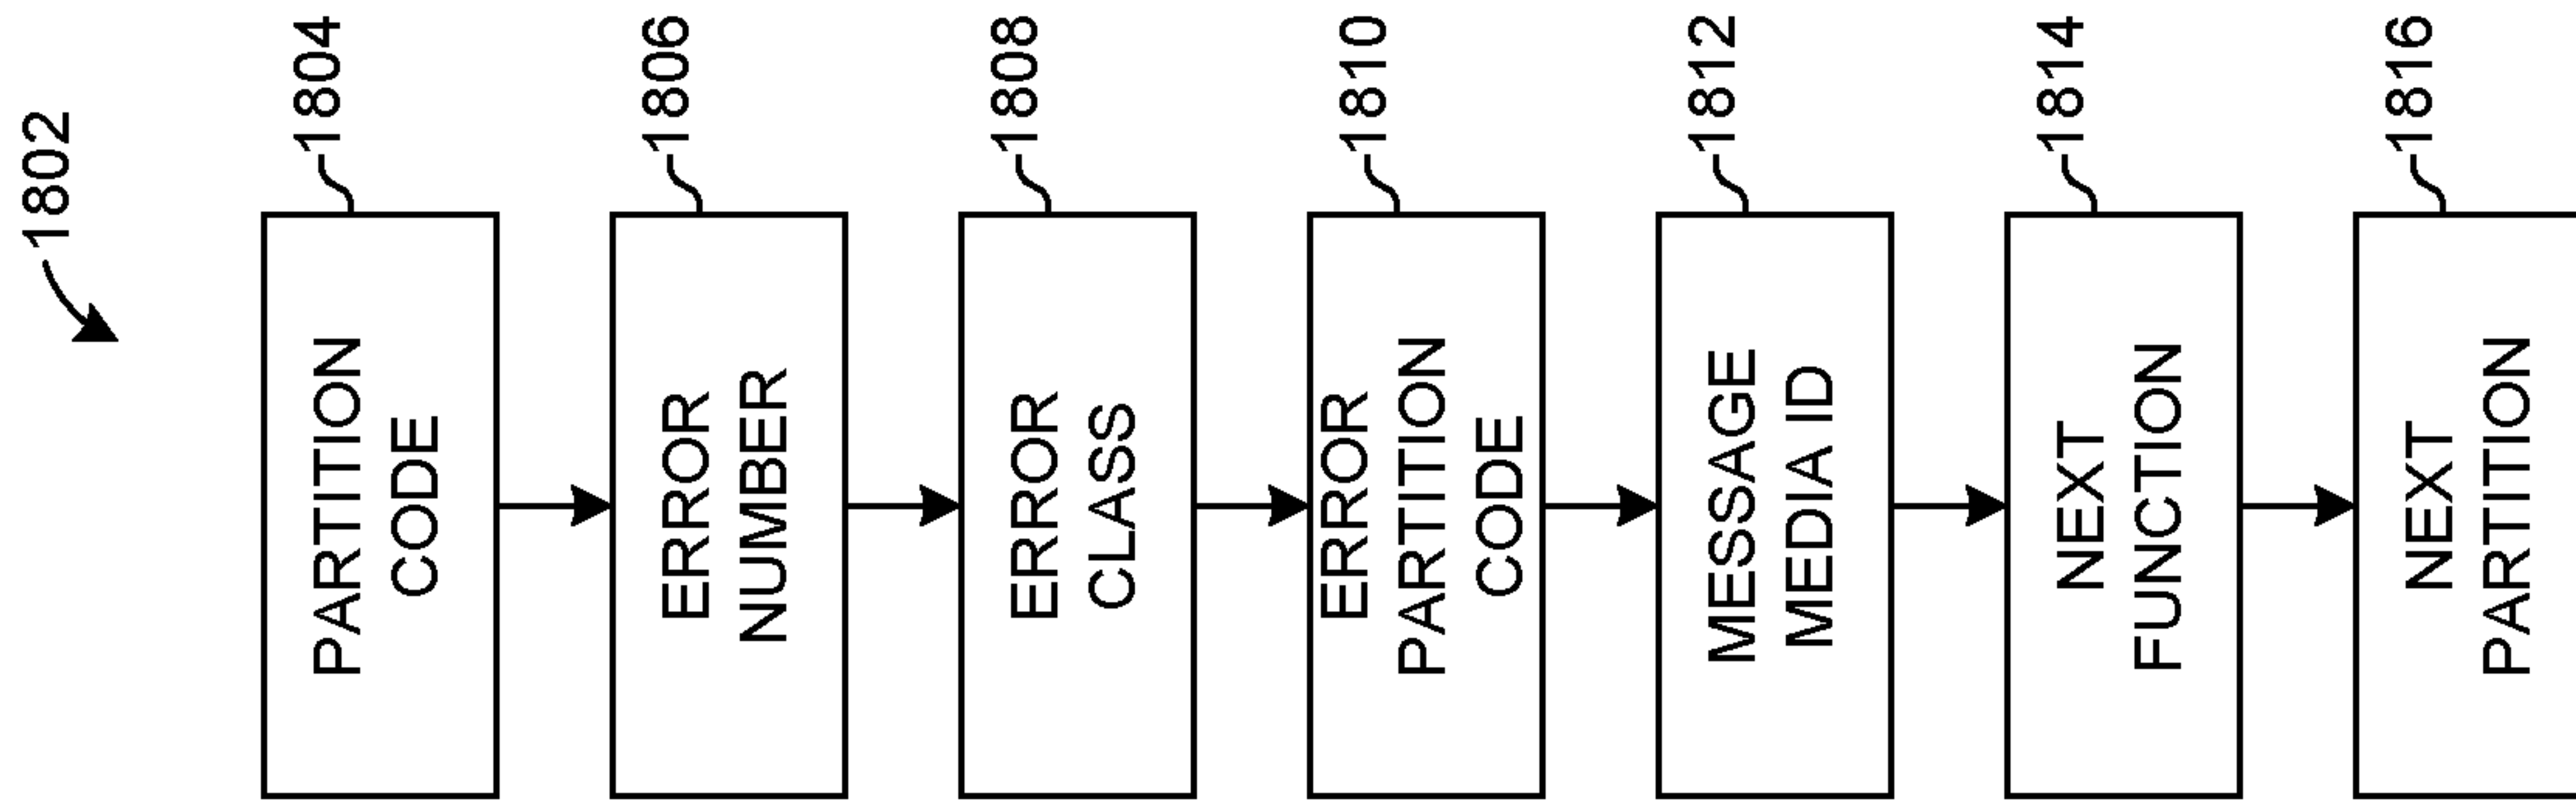 1802
PARTITION
CODE
1804
ERROR
NUMBER
1806
ERROR
CLASS
1808
ERROR
PARTITION
CODE
1810
MESSAGE
MEDIA ID
1812
NEXT
FUNCTION
1814
NEXT
PARTITION
1816